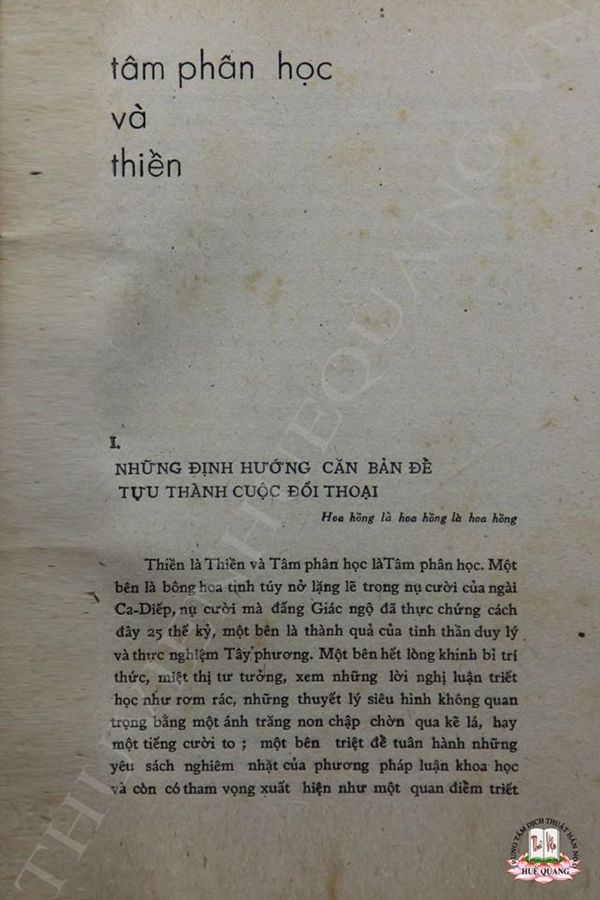 tâm phân học
và
thiền
I.
NHỮNG ĐỊNH HƯỚNG CĂN BẢN ĐỂ
TỰU THÀNH CUỘC ĐỐI THOẠI
Hoa hồng là hoa hồng là hoa hồng
Thiền là Thiền và Tâm phân học là Tâm phân học. Một
bên là bông hoa tinh túy nở lặng lẽ trong nụ cười của ngài
Ca-Diếp, nụ cười mà đấng Giác ngộ đã thực chứng cách
đây 25 thế kỷ, một bên là thành quả của tinh thần duy lý
và thực nghiệm Tây phương. Một bên hết lòng khinh bỉ trí
thức, miệt thị tư tưởng, xem những lời nghị luận triết
học như rơm rác, những thuyết lý siêu hình không quan
trọng bằng một ánh trăng non chập chờn qua kẽ lá, hay
một tiếng cười to ; một bên triệt để tuân hành những
yêu sách nghiêm nhặt của phương pháp luận khoa học
và còn có tham vọng xuất hiện như một quan điểm triết
TRUNG TÂM DỊCH THUẬT HÁN NÔM
HUỆ QUANG